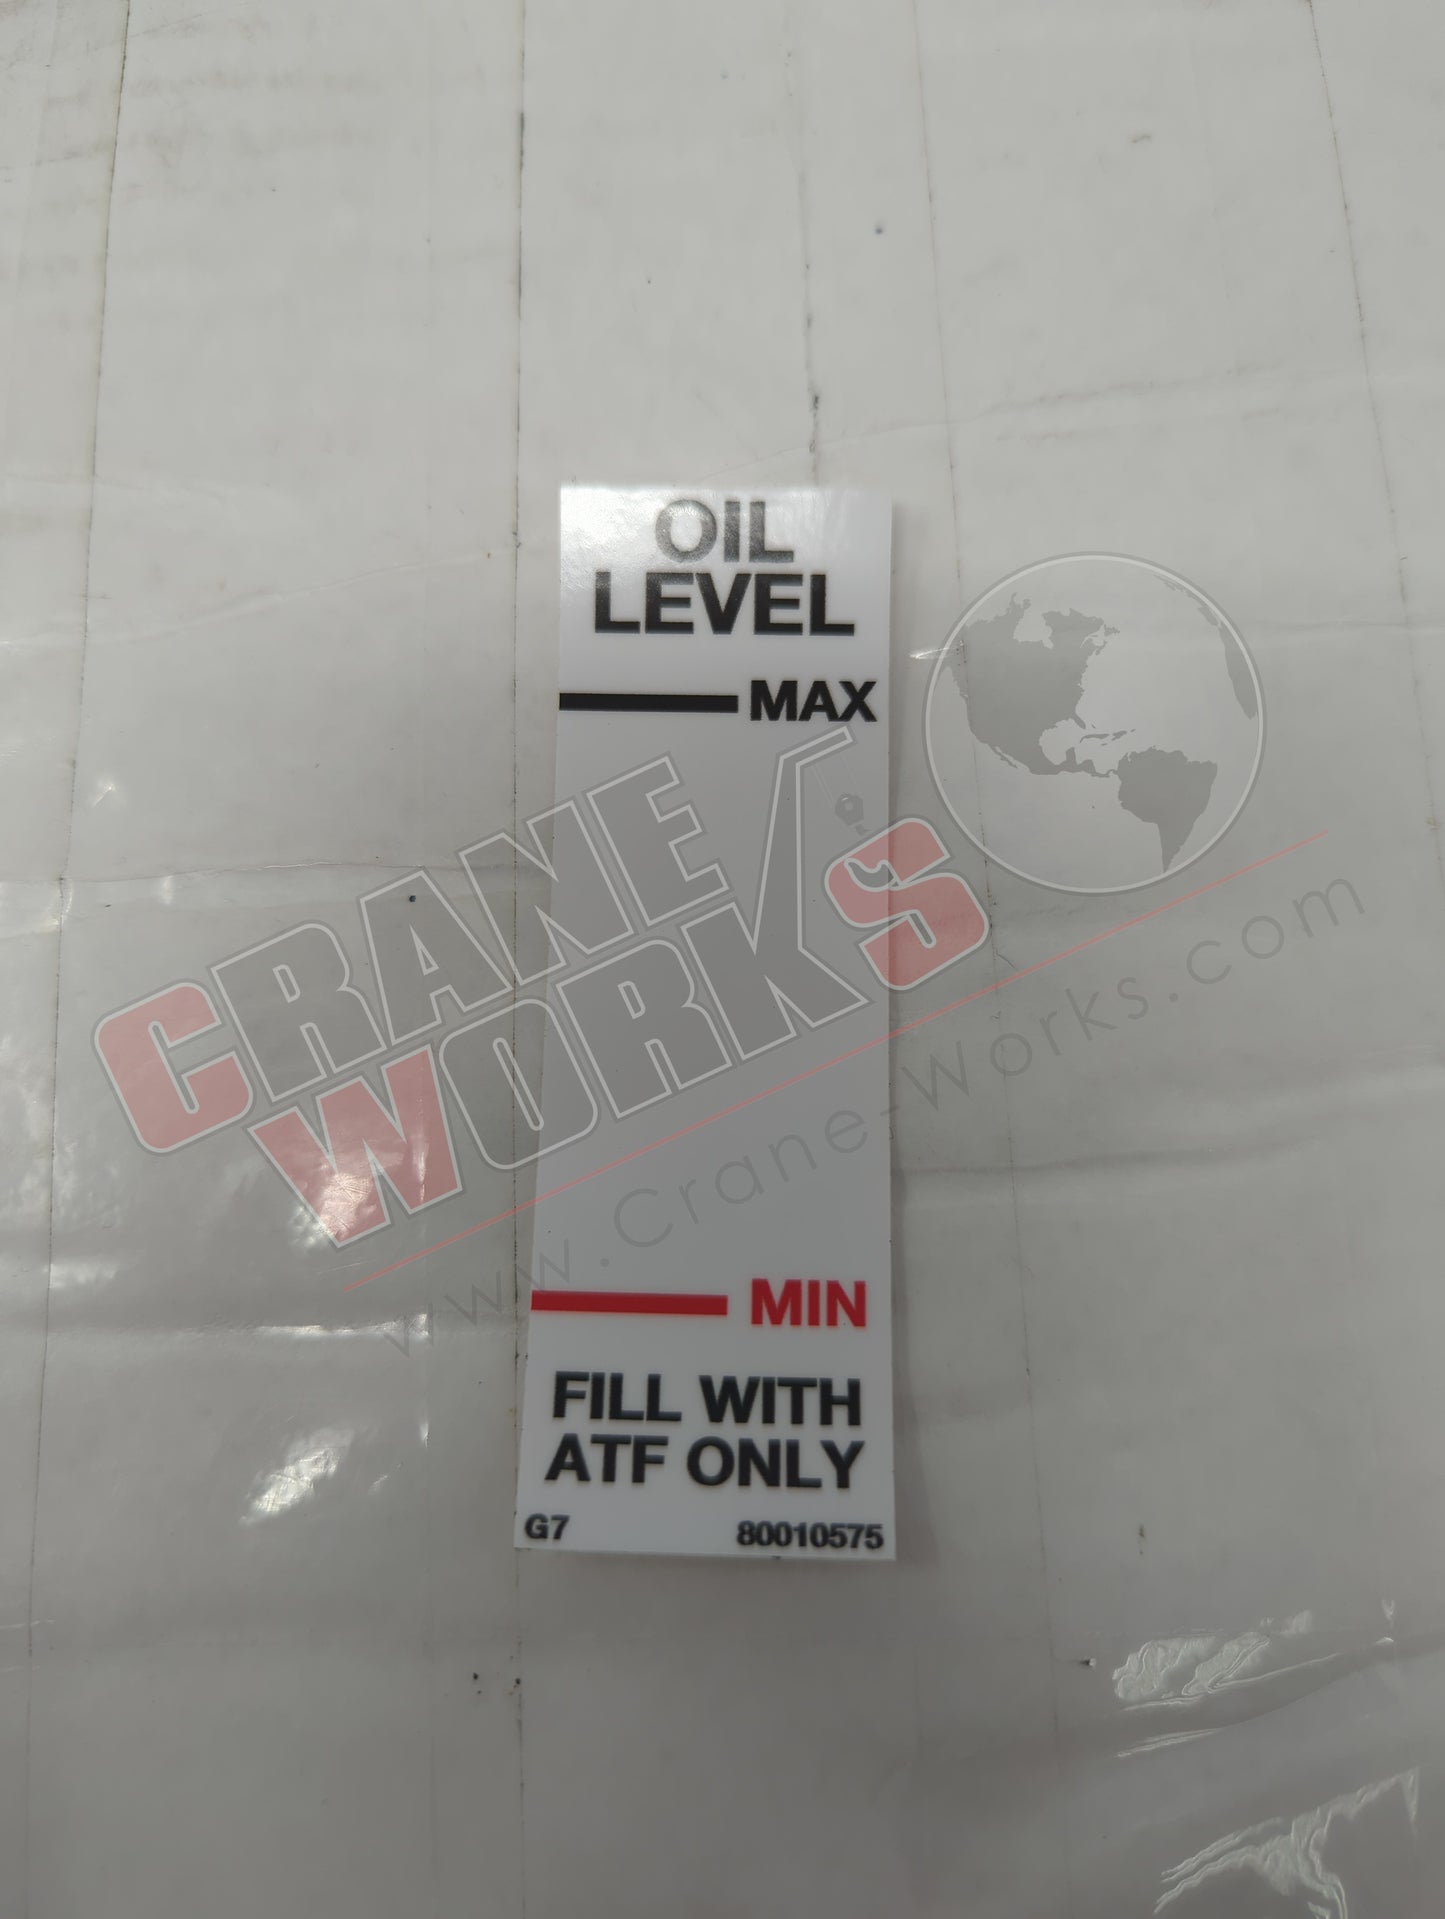 OIL
LEVEL
MAX
CRANE
WORKS
www.Crane-Works.com
MIN
FILL WITH
ATF ONLY
G7 80010575